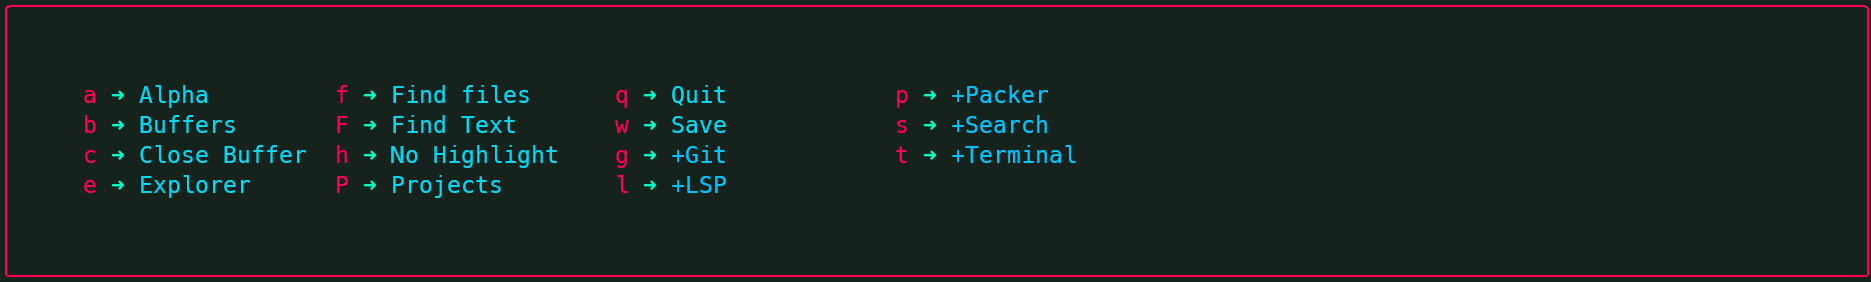 a ➜ Alpha f ➜ Find files q ➜ Quit p ➜ +Packer
b ➜ Buffers F ➜ Find Text w ➜ Save s ➜ +Search
c ➜ Close Buffer h ➜ No Highlight g ➜ +Git t ➜ +Terminal
e ➜ Explorer P ➜ Projects l ➜ +LSP